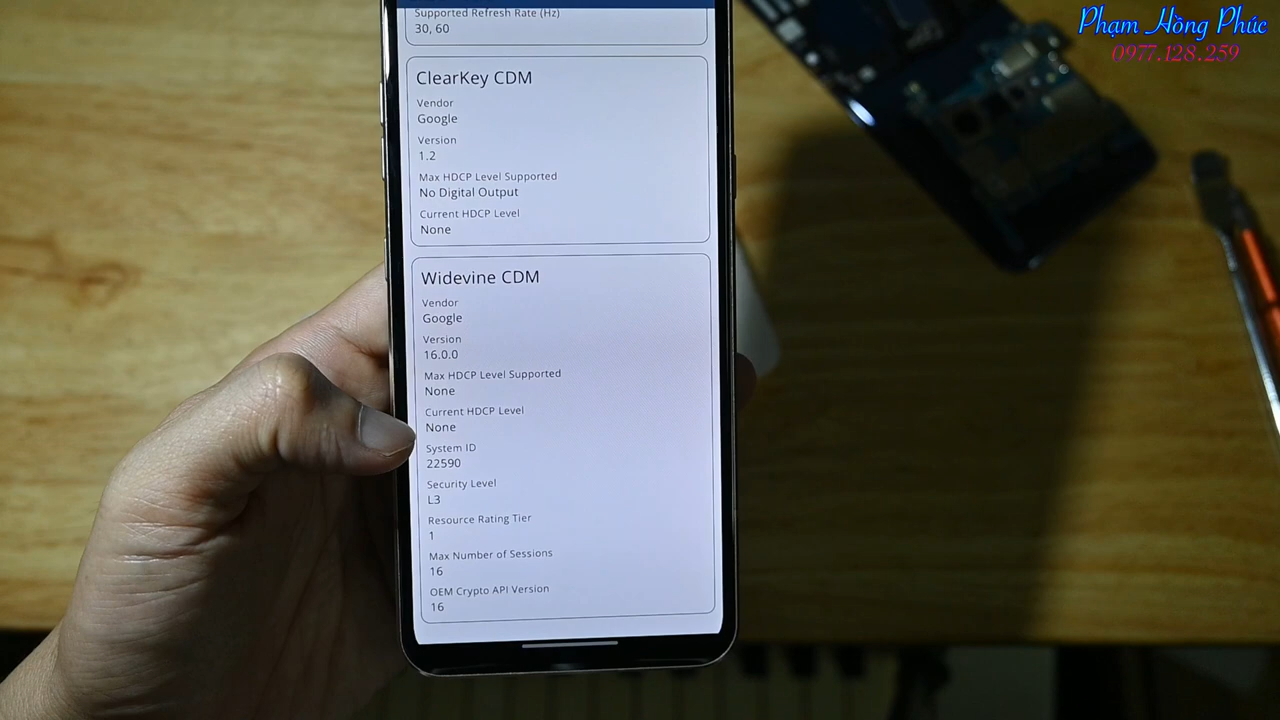 Phạm Hồng Phúc
0977.128.259
Supported Refresh Rate (Hz)
30, 60
ClearKey CDM
Vendor
Google
Version
1.2
Max HDCP Level Supported
No Digital Output
Current HDCP Level
None
Widevine CDM
Vendor
Google
Version
16.0.0
Max HDCP Level Supported
None
Current HDCP Level
None
System ID
22590
Security Level
L3
Resource Rating Tier
1
Max Number of Sessions
16
OEM Crypto API Version
16